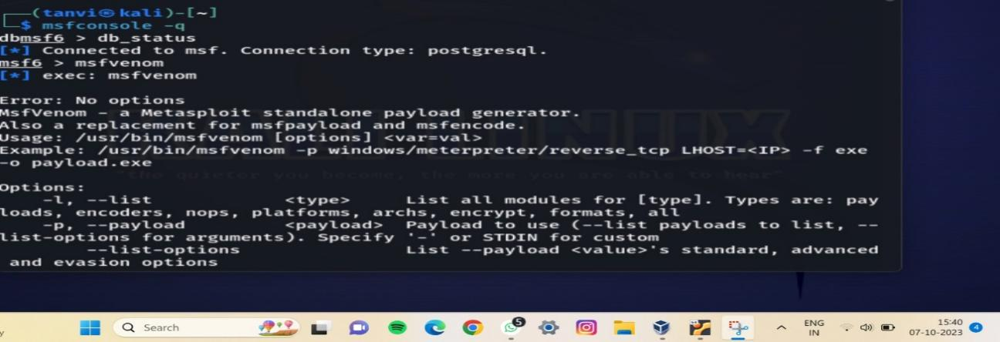 (tanvi㉿kali)-[~]
$ msfconsole -q
dbmsf6 > db_status
[*] Connected to msf. Connection type: postgresql.
msf6 > msfvenom
[*] exec: msfvenom
Error: No options
MsfVenom - a Metasploit standalone payload generator.
Also a replacement for msfpayload and msfencode.
Usage: /usr/bin/msfvenom [options] <var=val>
Example: /usr/bin/msfvenom -p windows/meterpreter/reverse_tcp LHOST=<IP> -f exe
-o payload.exe
"the quieter you become, the more you are able to hear"
Options:
-l, --list <type> List all modules for [type]. Types are: pay
loads, encoders, nops, platforms, archs, encrypt, formats, all
-p, --payload <payload> Payload to use (--list payloads to list, --
list-options for arguments). Specify '-' or STDIN for custom
--list-options List --payload <value>'s standard, advanced
and evasion options
Search
5
ENG
IN
15:40
07-10-2023
4